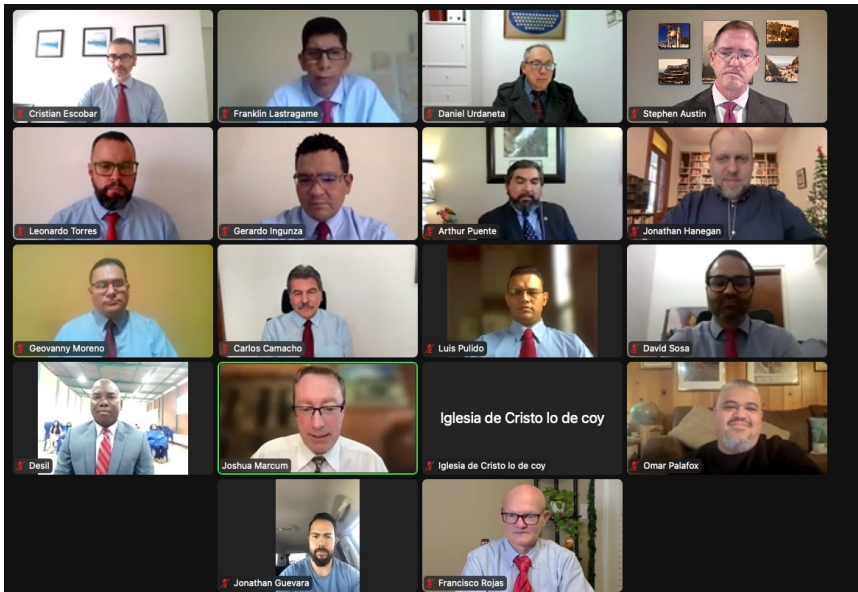 Cristian Escobar
Franklin Lastragame
Daniel Urdaneta
Stephen Austin
Leonardo Torres
Gerardo Ingunza
Arthur Puente
Jonathan Hanegan
Geovanny Moreno
Carlos Camacho
Luis Pulido
David Sosa
Desil
Joshua Marcum
Iglesia de Cristo lo de coy
Iglesia de Cristo lo de coy
Omar Palafox
Jonathan Guevara
Francisco Rojas